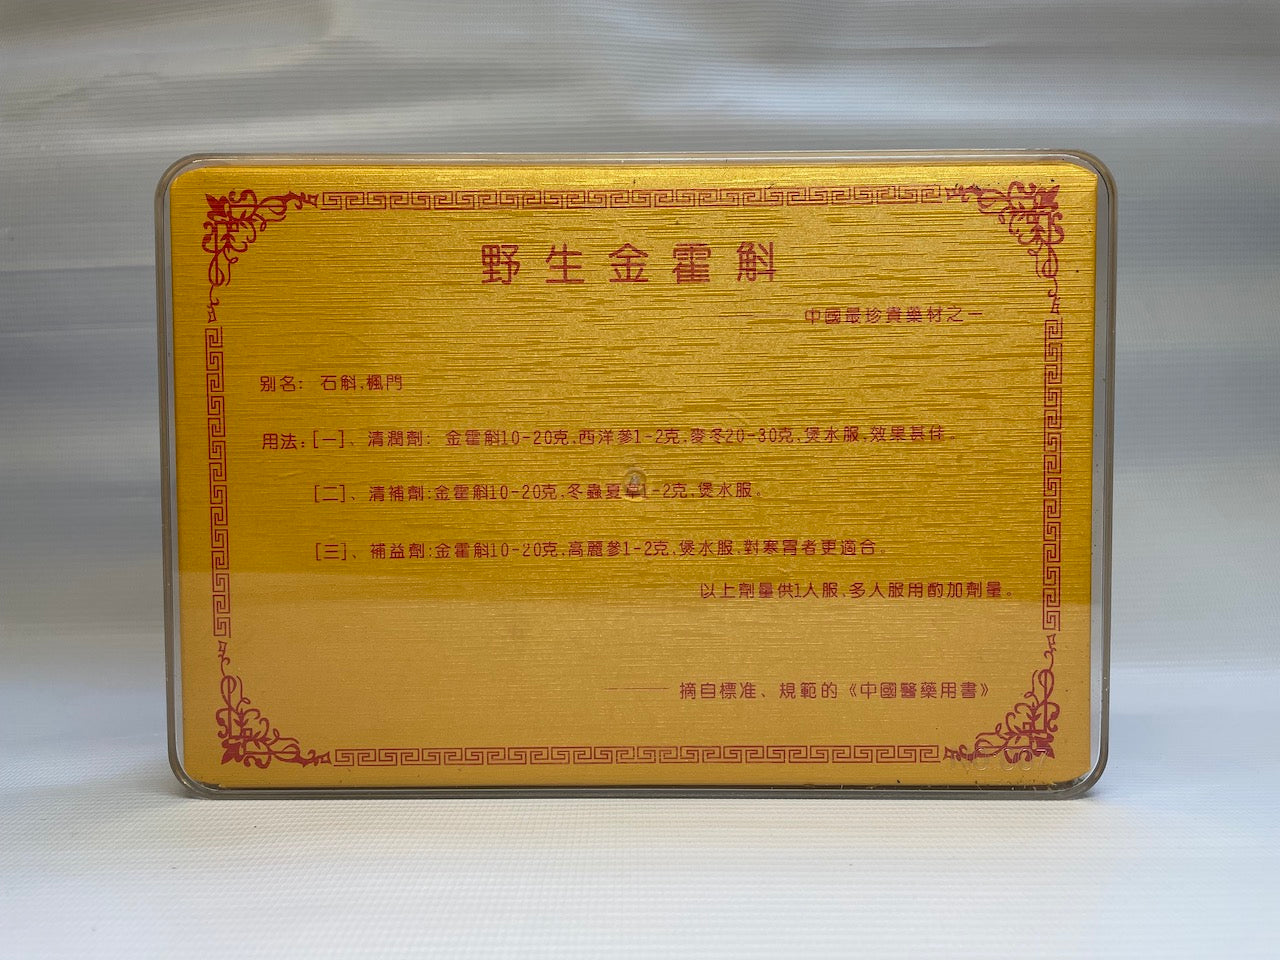 野生金霍斛
中國最珍貴藥材之一
别名: 石斛,楓門
用法:[一]、清潤劑: 金霍斛10-20克,西洋參1-2克,麥冬20-30克,煲水服,效果甚佳。
[二]、清補劑:金霍斛10-20克,冬蟲夏草1-2克,煲水服。
[三]、補益劑:金霍斛10-20克,高麗參1-2克,煲水服,對寒胃者更適合。
以上劑量供1人服,多人服用酌加劑量。
——摘自標准、規範的《中國醫藥用書》